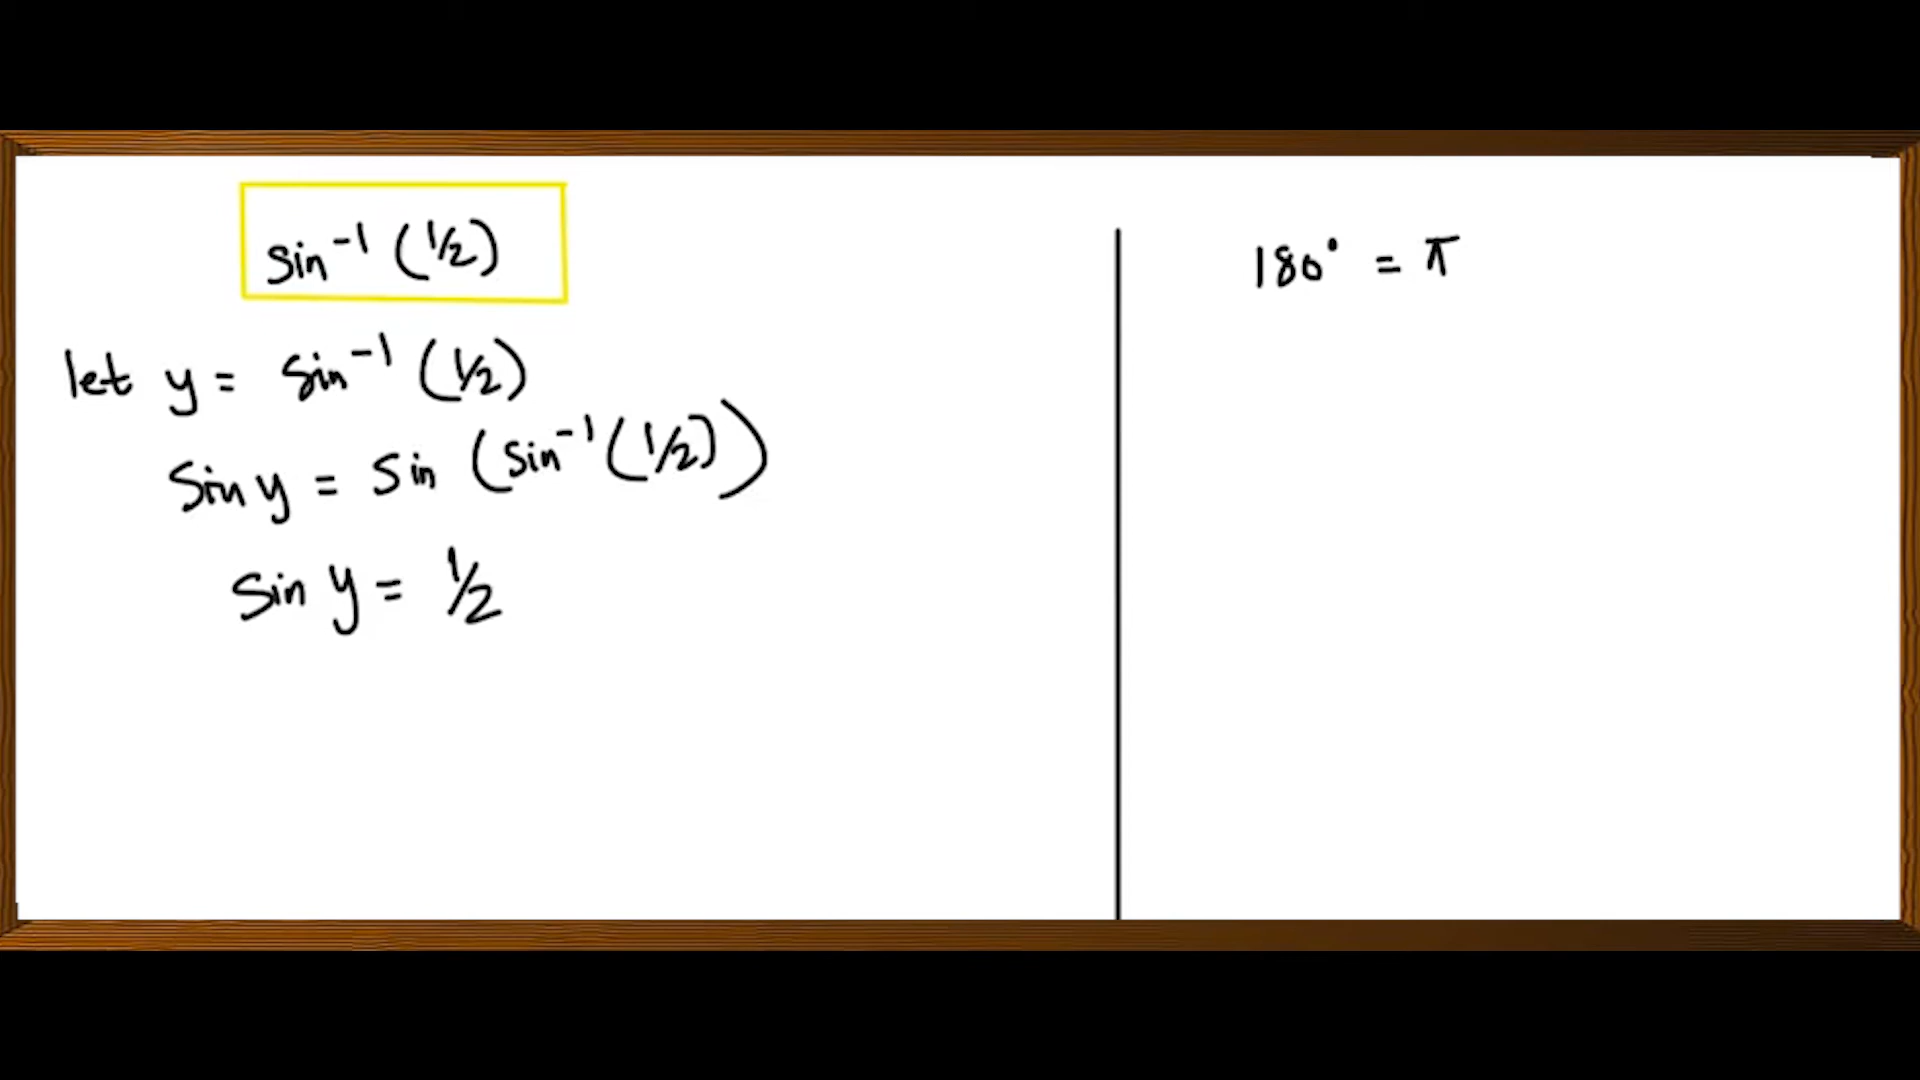 sin⁻¹ (1/2)
let y = sin⁻¹ (1/2)
Sin y = Sin (sin⁻¹ (1/2))
Sin y = 1/2
180° = π